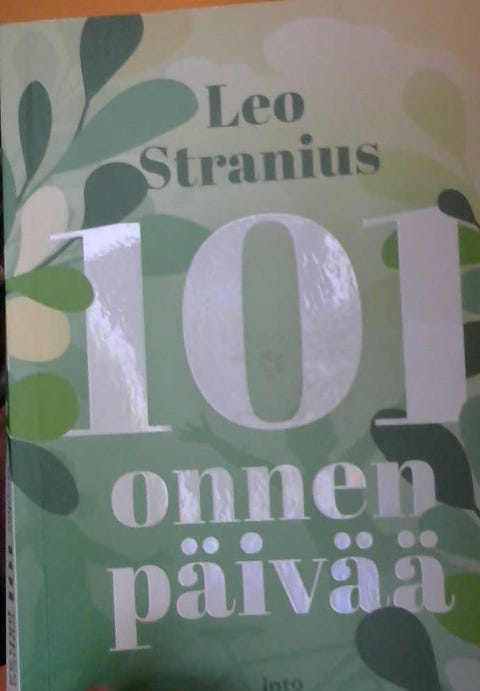 Leo
Stranius
101
onnen
päivää
into